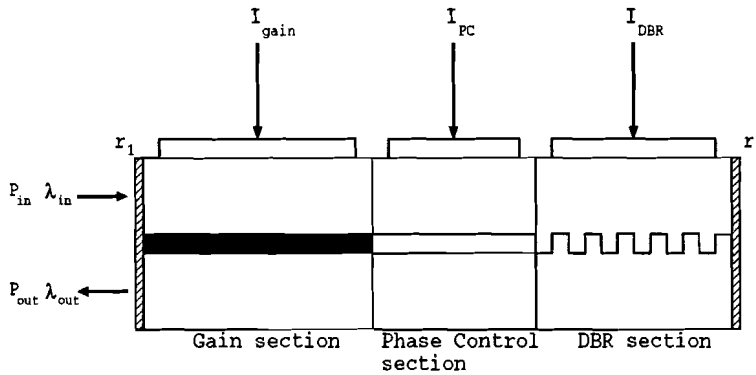 I_gain I_PC I_DBR
r_1 r
P_in λ_in
P_out λ_out
Gain section Phase Control section DBR section